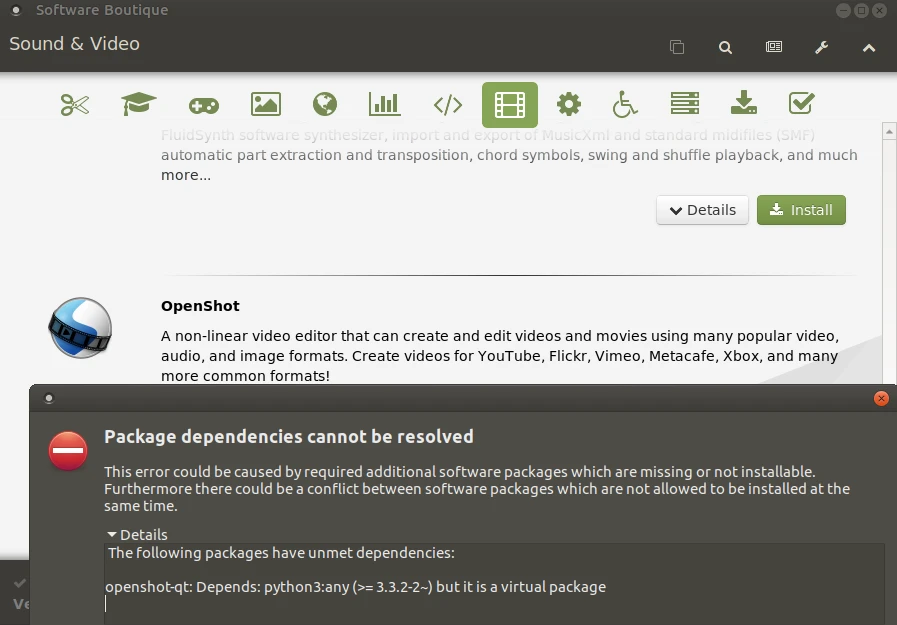 Software Boutique
Sound & Video
FluidSynth software synthesizer, import and export of MusicXml and standard midifiles (SMF)
automatic part extraction and transposition, chord symbols, swing and shuffle playback, and much
more...
Details
Install
OpenShot
A non-linear video editor that can create and edit videos and movies using many popular video,
audio, and image formats. Create videos for YouTube, Flickr, Vimeo, Metacafe, Xbox, and many
more common formats!
Package dependencies cannot be resolved
This error could be caused by required additional software packages which are missing or not installable.
Furthermore there could be a conflict between software packages which are not allowed to be installed at the
same time.
Details
The following packages have unmet dependencies:
openshot-qt: Depends: python3:any (>= 3.3.2-2~) but it is a virtual package